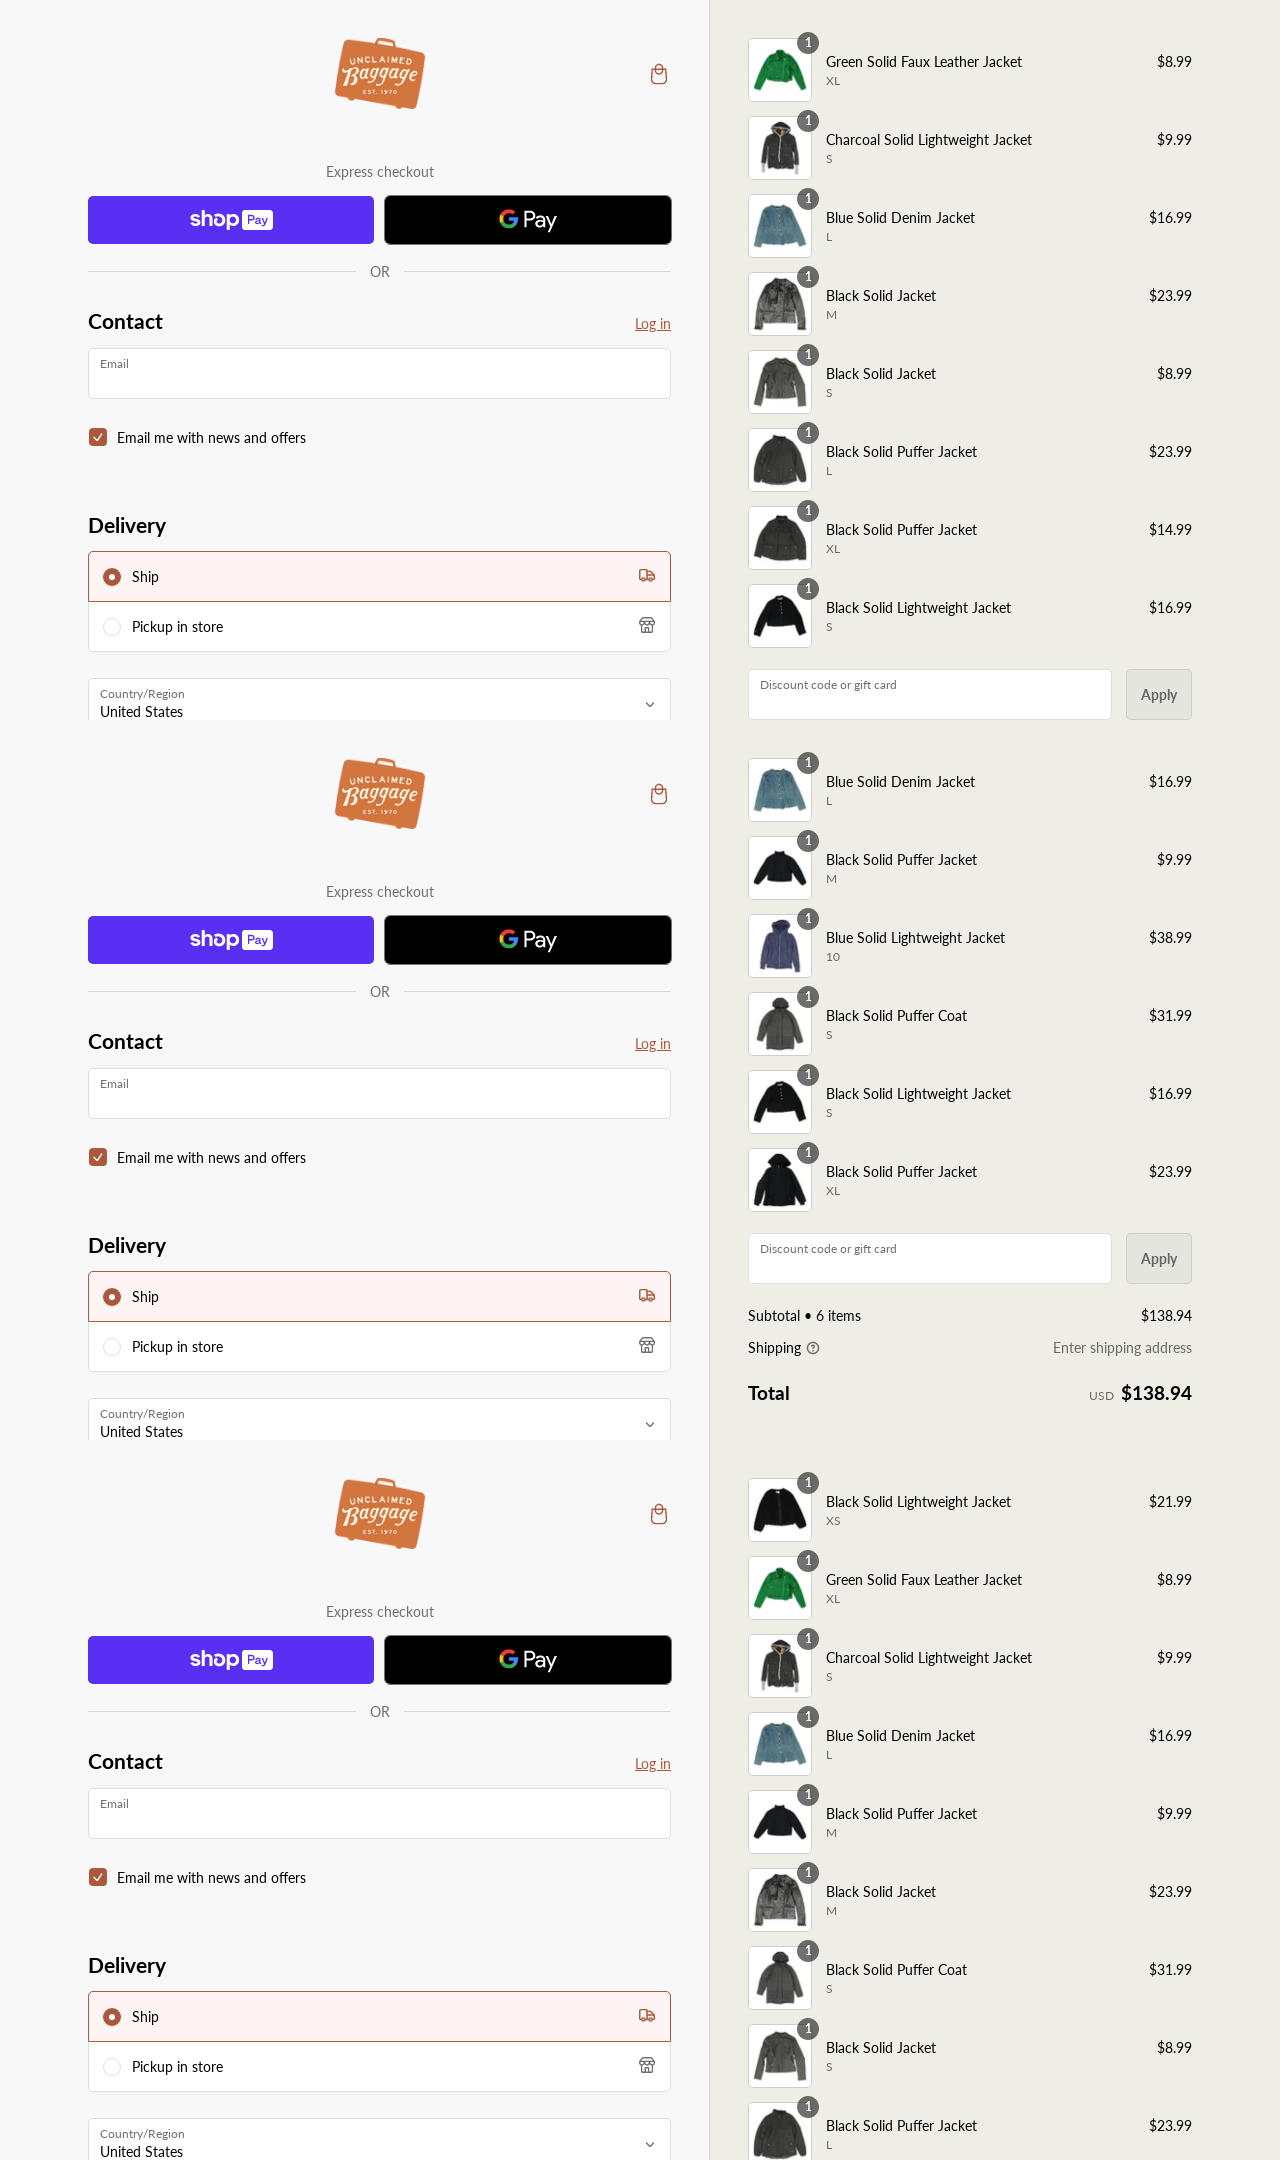 UNCLAIMED
Baggage
EST. 1970
Express checkout
shop Pay
G Pay
OR
Contact
Log in
Email
Email me with news and offers
Delivery
Ship
Pickup in store
Country/Region
United States
1
Green Solid Faux Leather Jacket $8.99
XL
1
Charcoal Solid Lightweight Jacket $9.99
S
1
Blue Solid Denim Jacket $16.99
L
1
Black Solid Jacket $23.99
M
1
Black Solid Jacket $8.99
S
1
Black Solid Puffer Jacket $23.99
L
1
Black Solid Puffer Jacket $14.99
XL
1
Black Solid Lightweight Jacket $16.99
S
Discount code or gift card
Apply
UNCLAIMED
Baggage
EST. 1970
Express checkout
shop Pay
G Pay
OR
Contact
Log in
Email
Email me with news and offers
Delivery
Ship
Pickup in store
Country/Region
United States
1
Blue Solid Denim Jacket $16.99
L
1
Black Solid Puffer Jacket $9.99
M
1
Blue Solid Lightweight Jacket $38.99
10
1
Black Solid Puffer Coat $31.99
S
1
Black Solid Lightweight Jacket $16.99
S
1
Black Solid Puffer Jacket $23.99
XL
Discount code or gift card
Apply
Subtotal • 6 items $138.94
Shipping Enter shipping address
Total USD $138.94
UNCLAIMED
Baggage
EST. 1970
Express checkout
shop Pay
G Pay
OR
Contact
Log in
Email
Email me with news and offers
Delivery
Ship
Pickup in store
Country/Region
United States
1
Black Solid Lightweight Jacket $21.99
XS
1
Green Solid Faux Leather Jacket $8.99
XL
1
Charcoal Solid Lightweight Jacket $9.99
S
1
Blue Solid Denim Jacket $16.99
L
1
Black Solid Puffer Jacket $9.99
M
1
Black Solid Jacket $23.99
M
1
Black Solid Puffer Coat $31.99
S
1
Black Solid Jacket $8.99
S
1
Black Solid Puffer Jacket $23.99
L